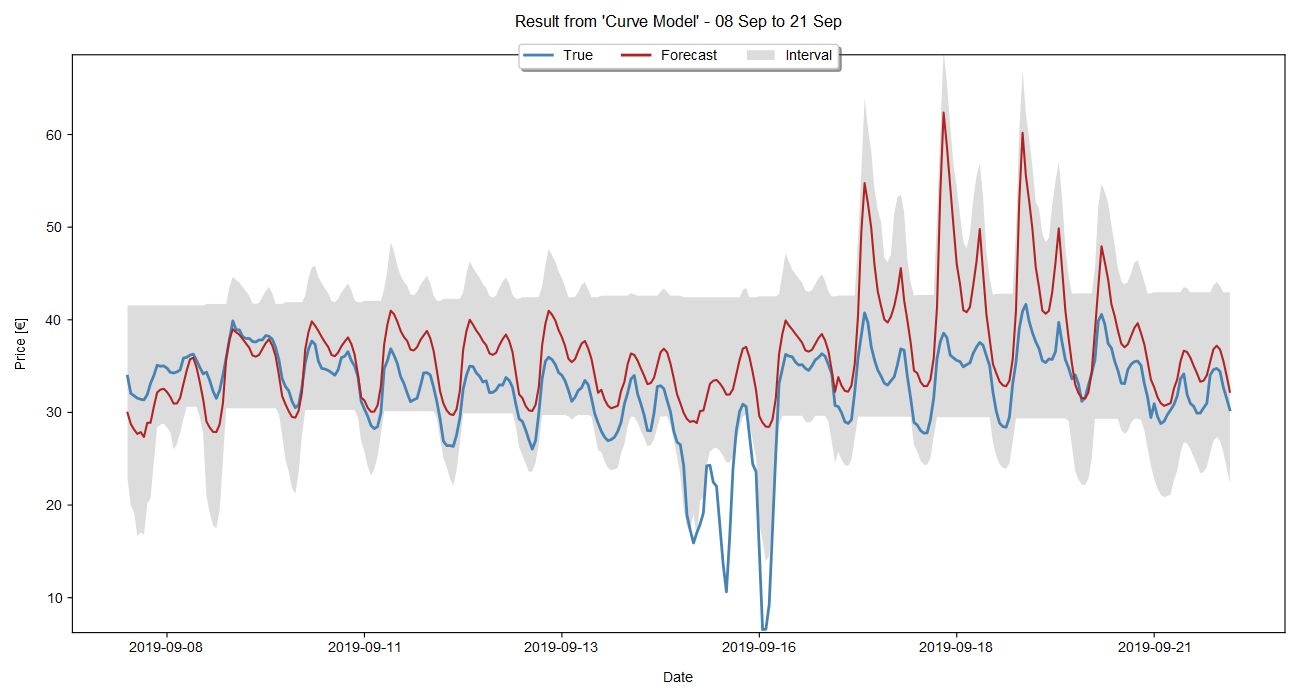 Result from 'Curve Model' - 08 Sep to 21 Sep
True Forecast Interval
Price [€]
60
50
40
30
20
10
2019-09-08 2019-09-11 2019-09-13 2019-09-16 2019-09-18 2019-09-21
Date